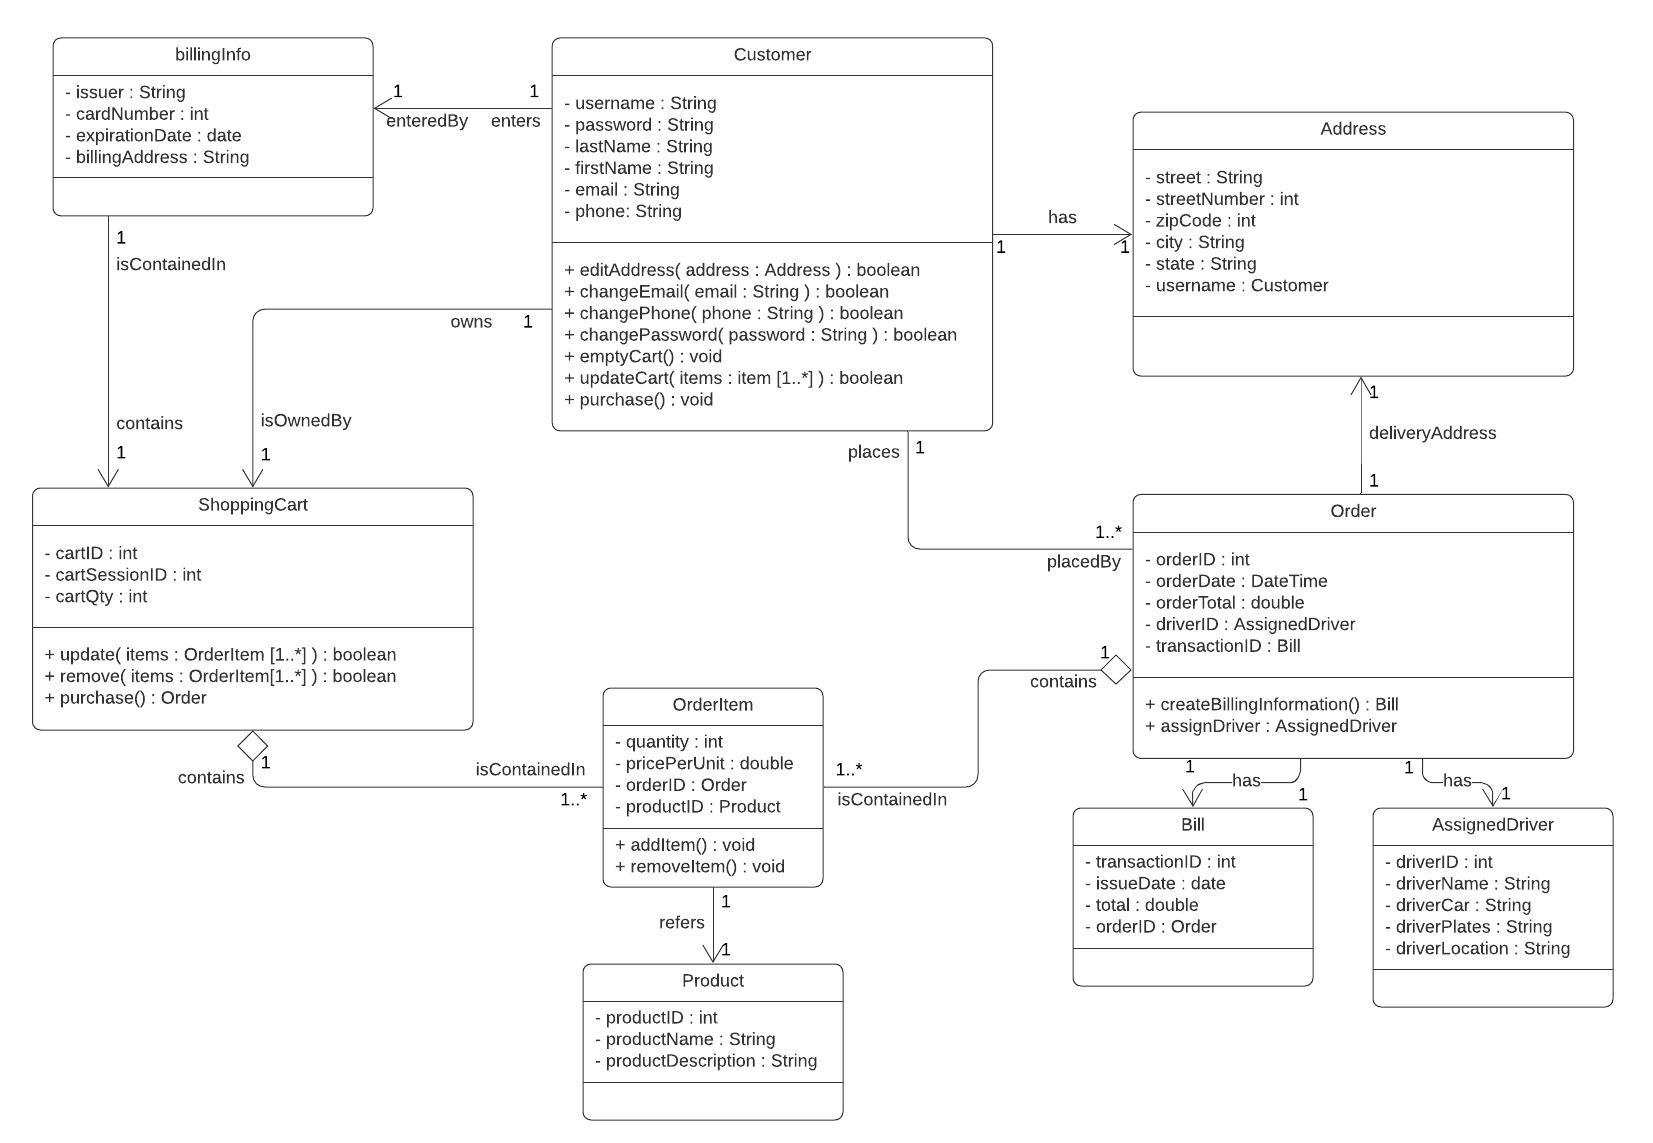 billingInfo
- issuer : String
- cardNumber : int
- expirationDate : date
- billingAddress : String
1
1
enteredBy
enters
Customer
- username : String
- password : String
- lastName : String
- firstName : String
- email : String
- phone: String
+ editAddress( address : Address ) : boolean
+ changeEmail( email : String ) : boolean
+ changePhone( phone : String ) : boolean
+ changePassword( password : String ) : boolean
+ emptyCart() : void
+ updateCart( items : item [1..*] ) : boolean
+ purchase() : void
has
1
1
Address
- street : String
- streetNumber : int
- zipCode : int
- city : String
- state : String
- username : Customer
1
isContainedIn
contains
1
owns
1
isOwnedBy
1
places
1
1..*
placedBy
1
deliveryAddress
1
ShoppingCart
- cartID : int
- cartSessionID : int
- cartQty : int
+ update( items : OrderItem [1..*] ) : boolean
+ remove( items : OrderItem[1..*] ) : boolean
+ purchase() : Order
Order
- orderID : int
- orderDate : DateTime
- orderTotal : double
- driverID : AssignedDriver
- transactionID : Bill
+ createBillingInformation() : Bill
+ assignDriver : AssignedDriver
1
contains
isContainedIn
1..*
OrderItem
- quantity : int
- pricePerUnit : double
- orderID : Order
- productID : Product
+ addItem() : void
+ removeItem() : void
1
contains
1..*
isContainedIn
1
has
1
1
has
1
Bill
- transactionID : int
- issueDate : date
- total : double
- orderID : Order
AssignedDriver
- driverID : int
- driverName : String
- driverCar : String
- driverPlates : String
- driverLocation : String
1
refers
1
Product
- productID : int
- productName : String
- productDescription : String